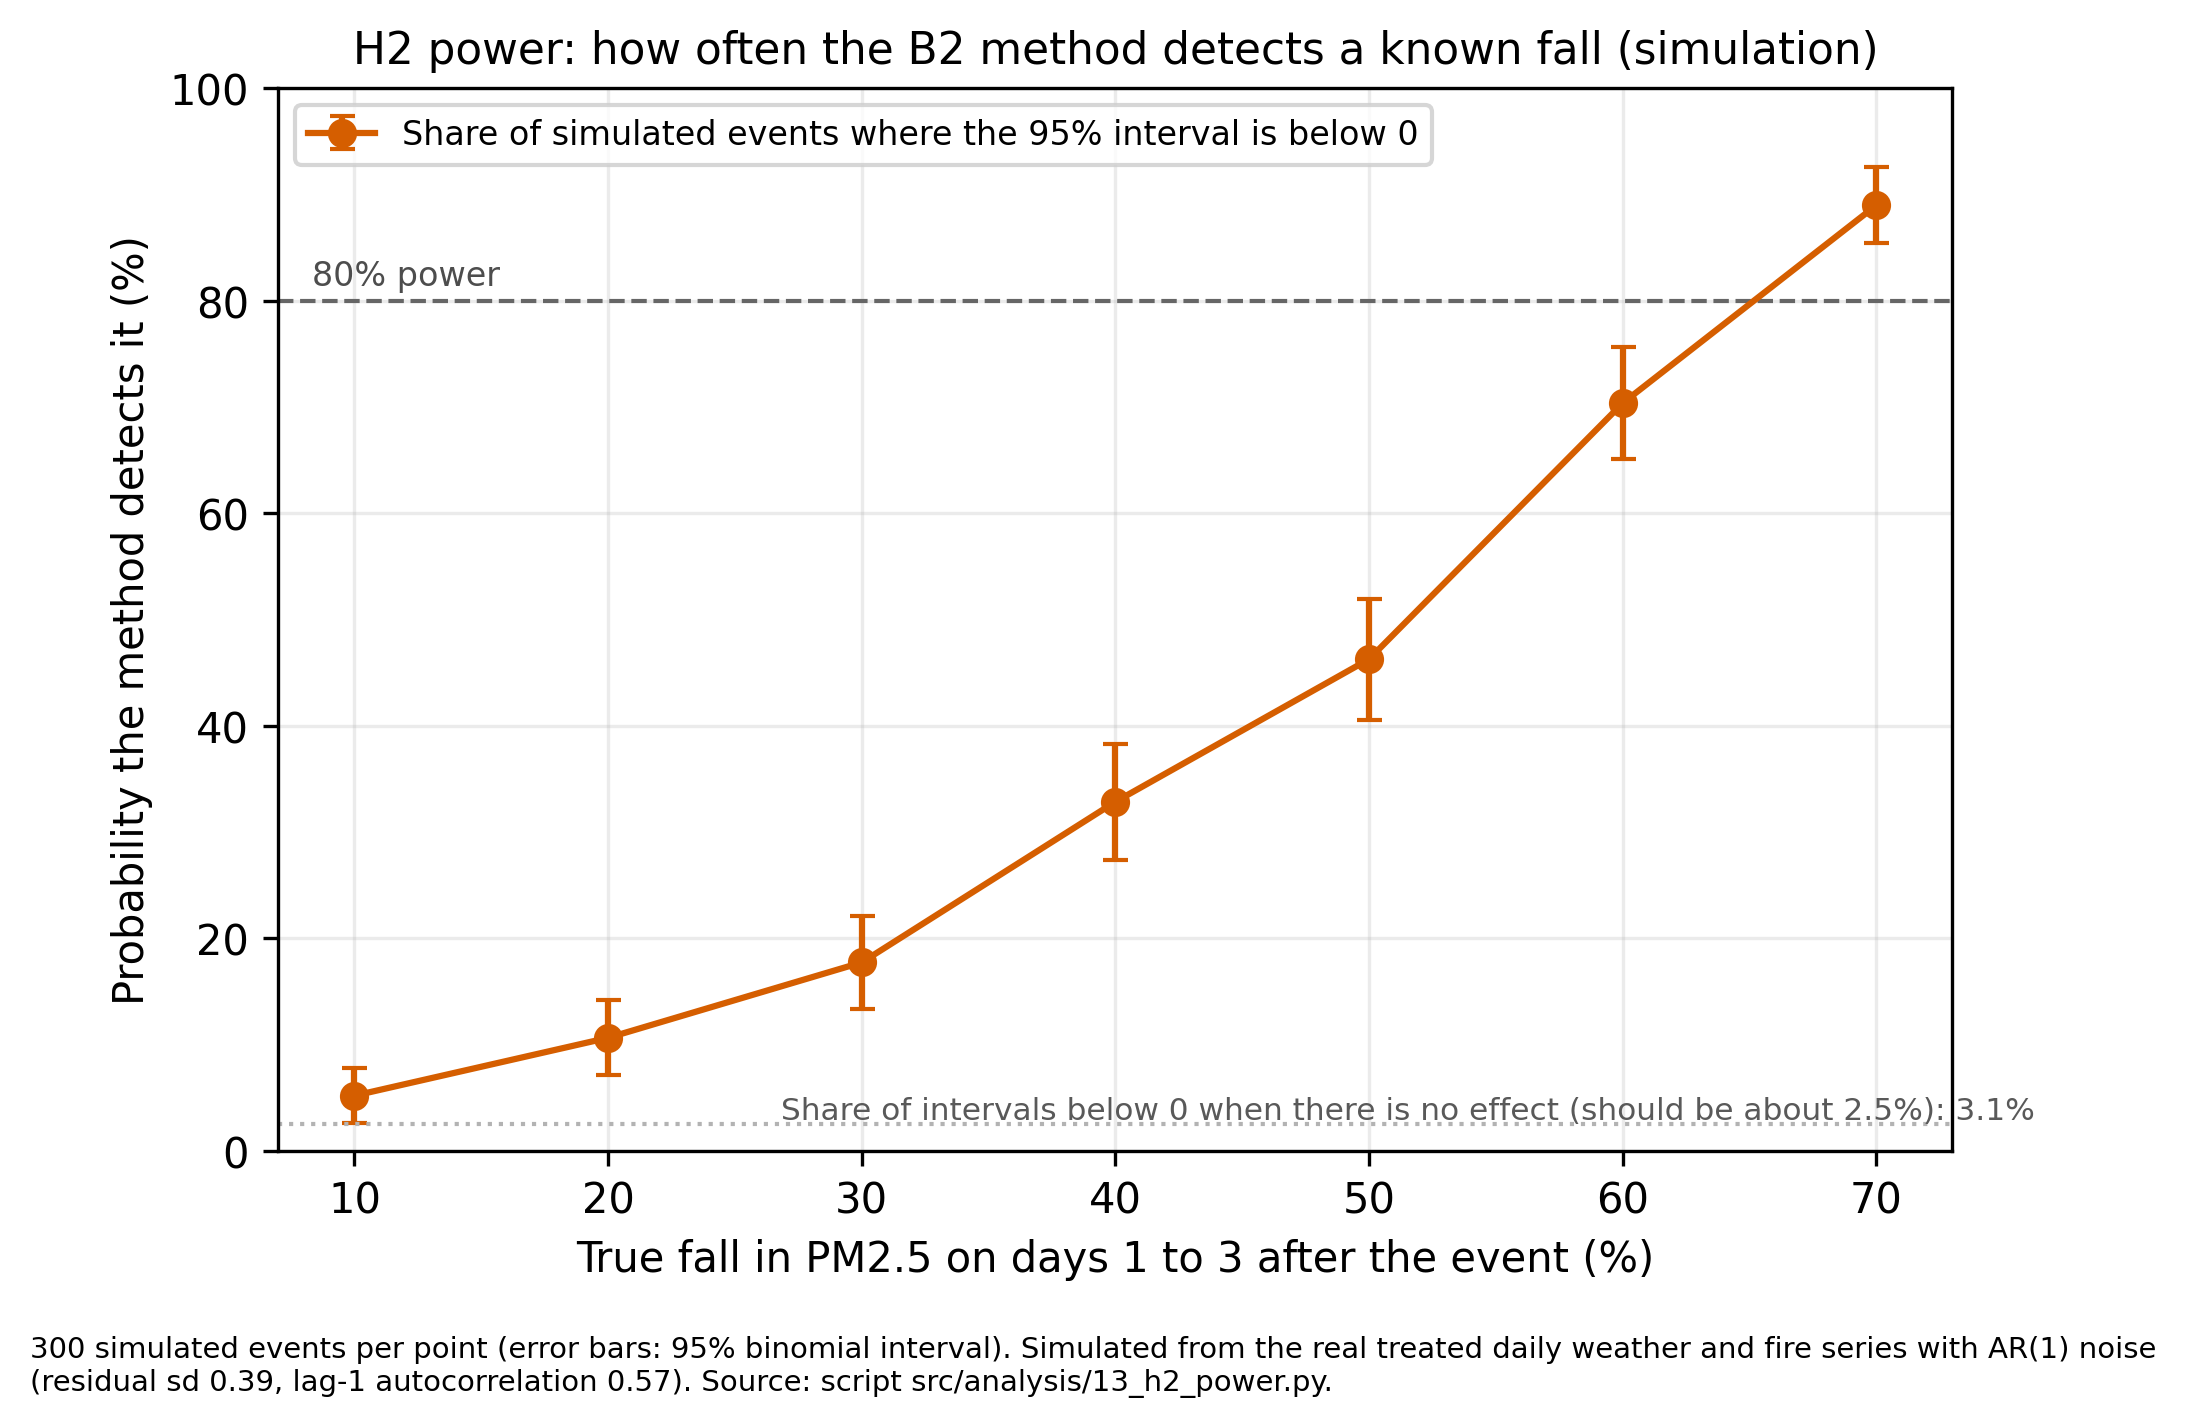 H2 power: how often the B2 method detects a known fall (simulation)
Share of simulated events where the 95% interval is below 0
Probability the method detects it (%)
100
80
60
40
20
0
80% power
Share of intervals below 0 when there is no effect (should be about 2.5%): 3.1%
10 20 30 40 50 60 70
True fall in PM2.5 on days 1 to 3 after the event (%)
300 simulated events per point (error bars: 95% binomial interval). Simulated from the real treated daily weather and fire series with AR(1) noise
(residual sd 0.39, lag-1 autocorrelation 0.57). Source: script src/analysis/13_h2_power.py.